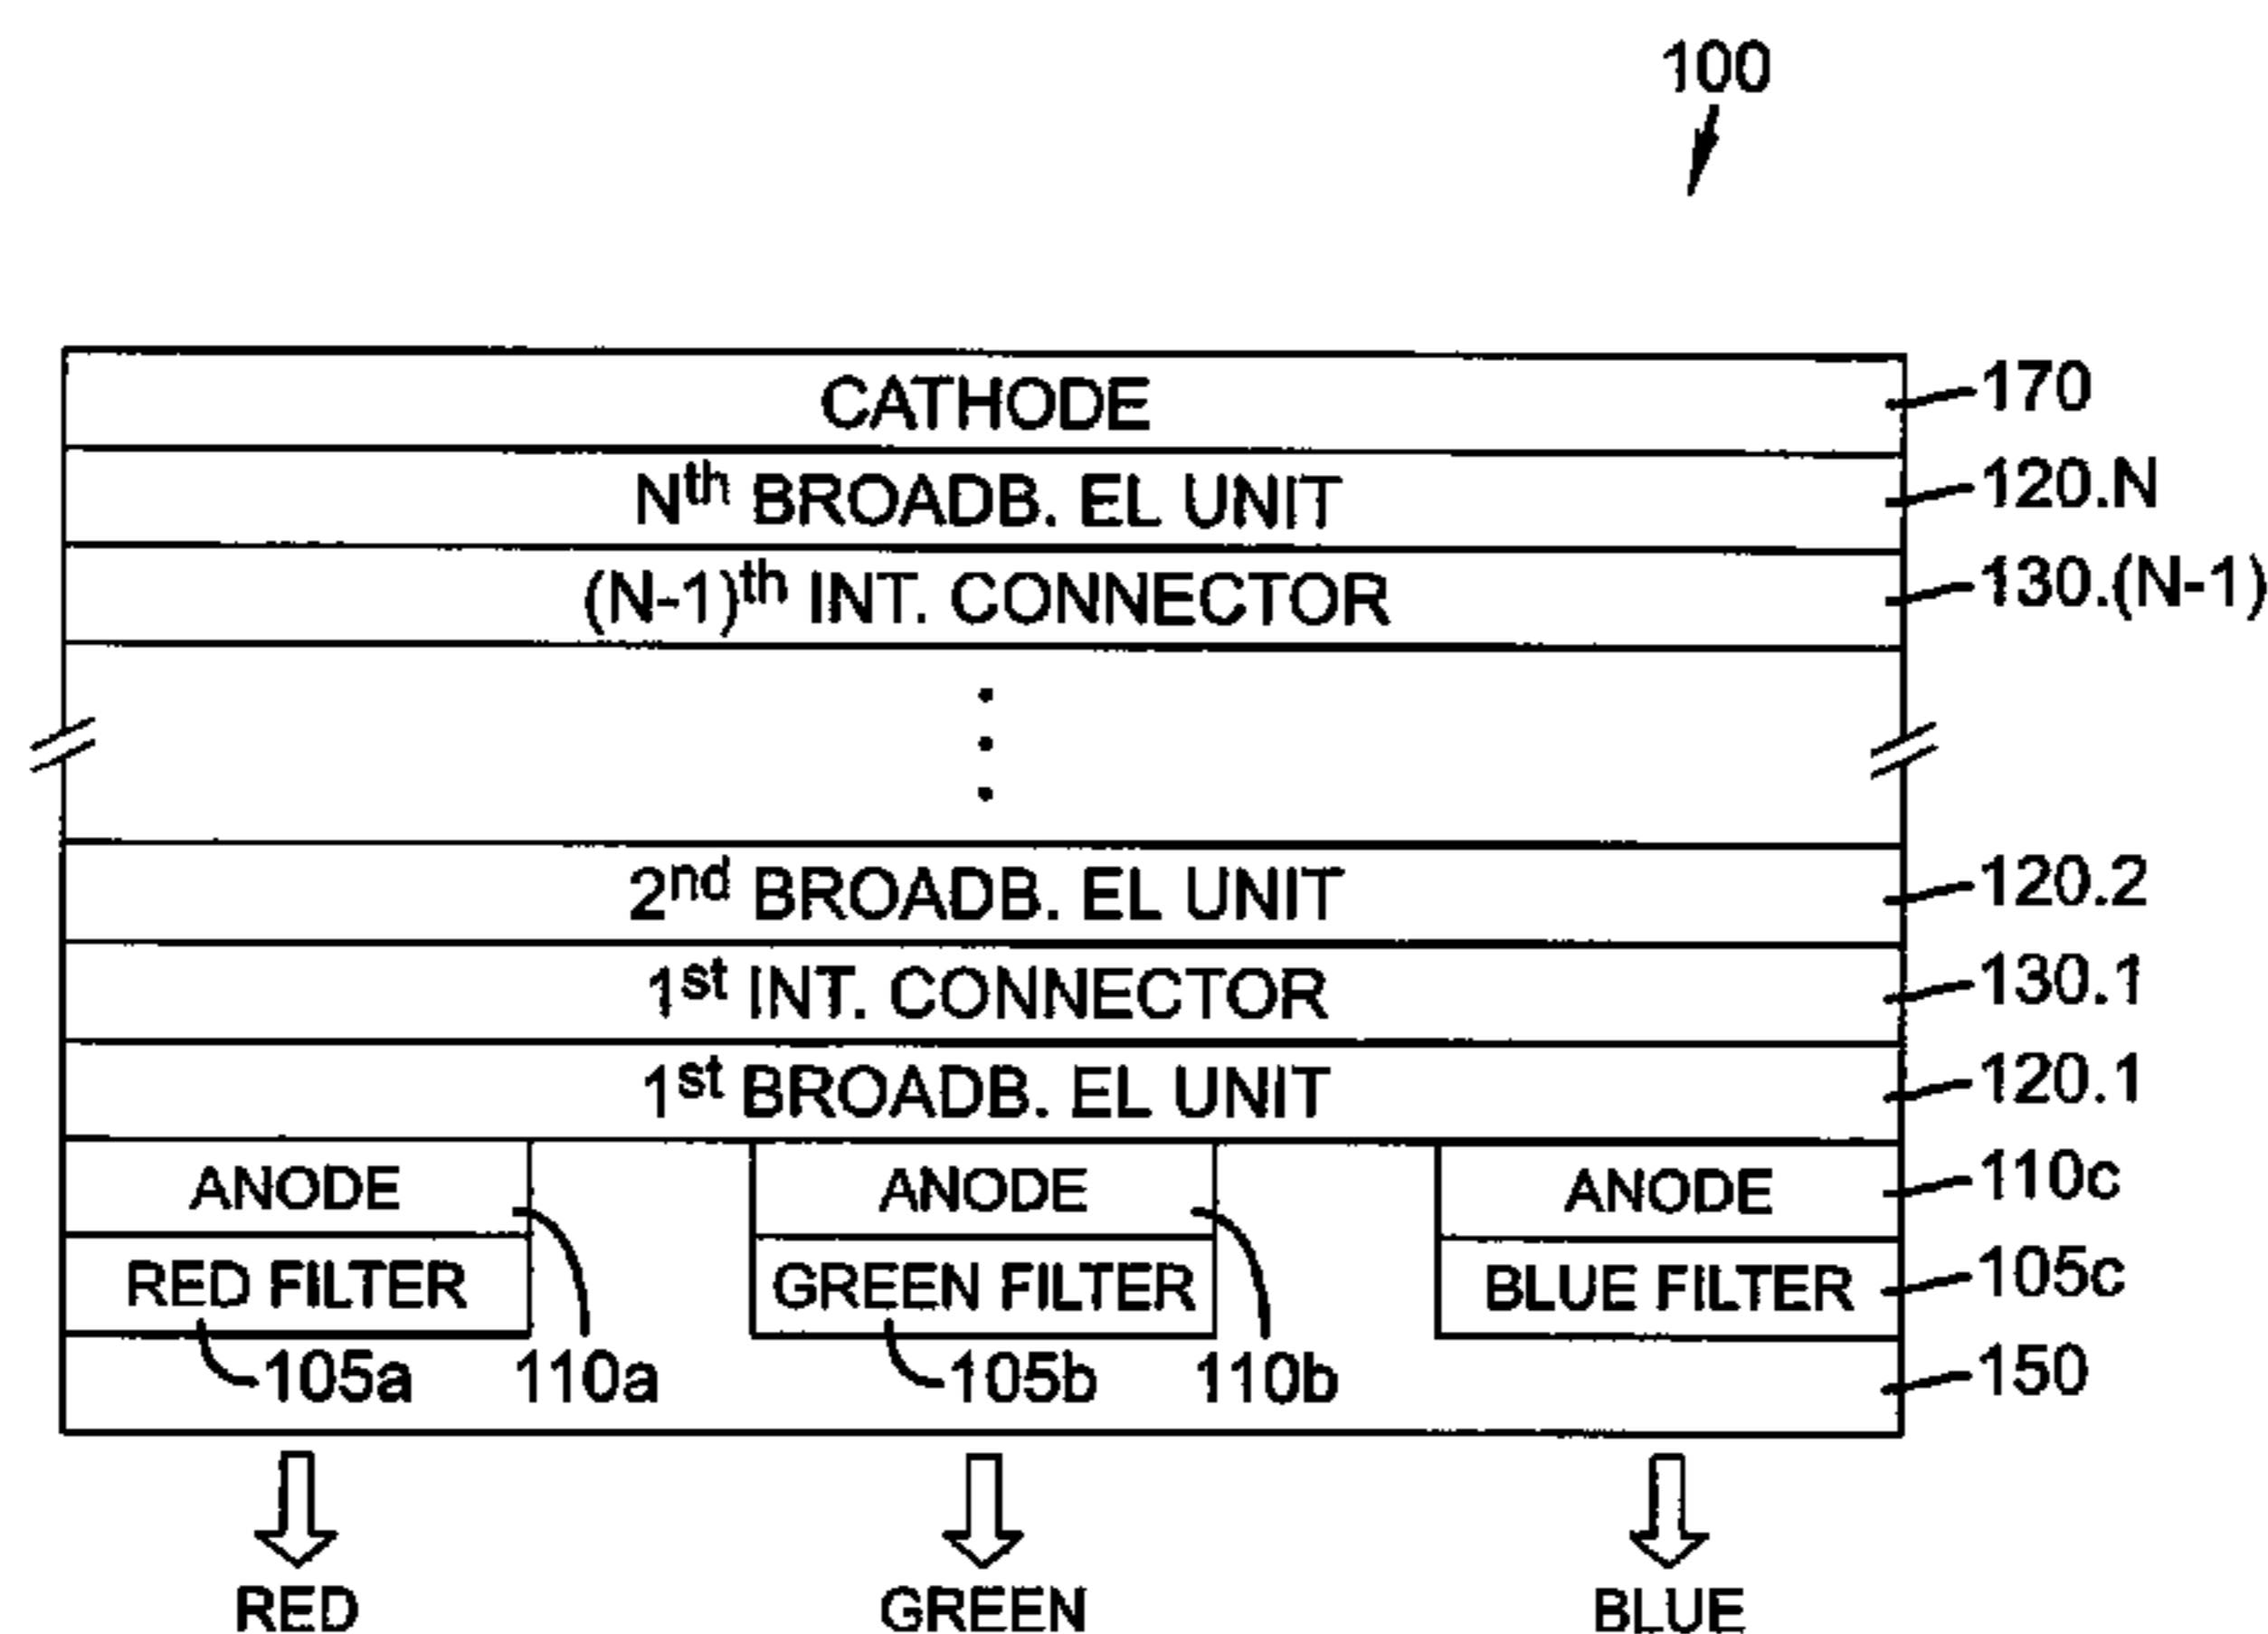 100
CATHODE 170
Nth BROADB. EL UNIT 120.N
(N-1)th INT. CONNECTOR 130.(N-1)
2nd BROADB. EL UNIT 120.2
1st INT. CONNECTOR 130.1
1st BROADB. EL UNIT 120.1
ANODE ANODE ANODE 110c
RED FILTER GREEN FILTER BLUE FILTER 105c
105a 110a 105b 110b 150
RED GREEN BLUE